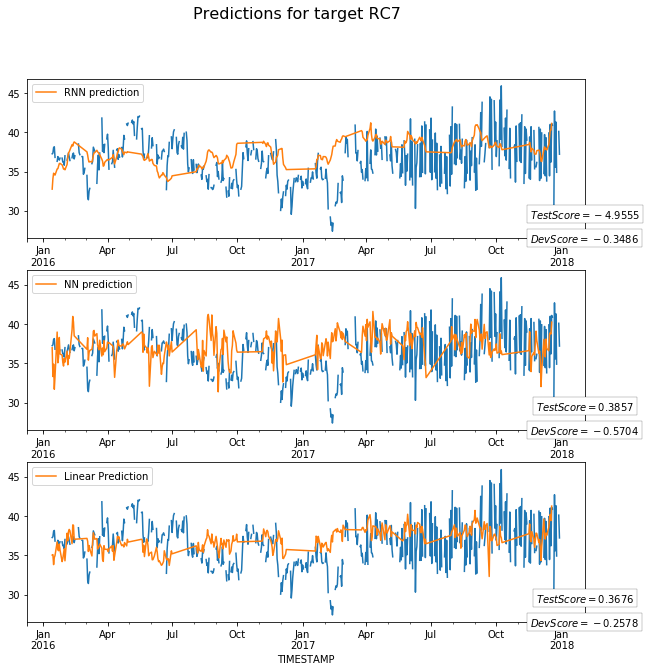 Predictions for target RC7
RNN prediction
45
40
35
30
TestScore = −4.9555
DevScore = −0.3486
Jan Apr Jul Oct Jan Apr Jul Oct Jan
2016 2017 2018
NN prediction
45
40
35
30
TestScore = 0.3857
DevScore = −0.5704
Jan Apr Jul Oct Jan Apr Jul Oct Jan
2016 2017 2018
Linear Prediction
45
40
35
30
TestScore = 0.3676
DevScore = −0.2578
Jan Apr Jul Oct Jan Apr Jul Oct Jan
2016 2017 2018
TIMESTAMP